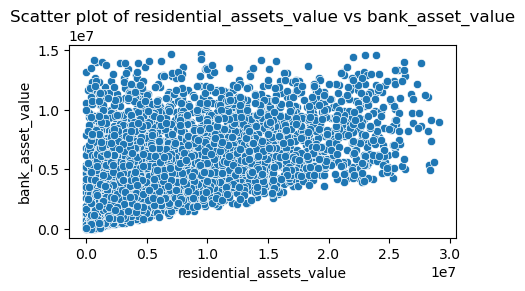 Scatter plot of residential_assets_value vs bank_asset_value
1e7
1.5
1.0
0.5
0.0
bank_asset_value
0.0 0.5 1.0 1.5 2.0 2.5 3.0
residential_assets_value
1e7